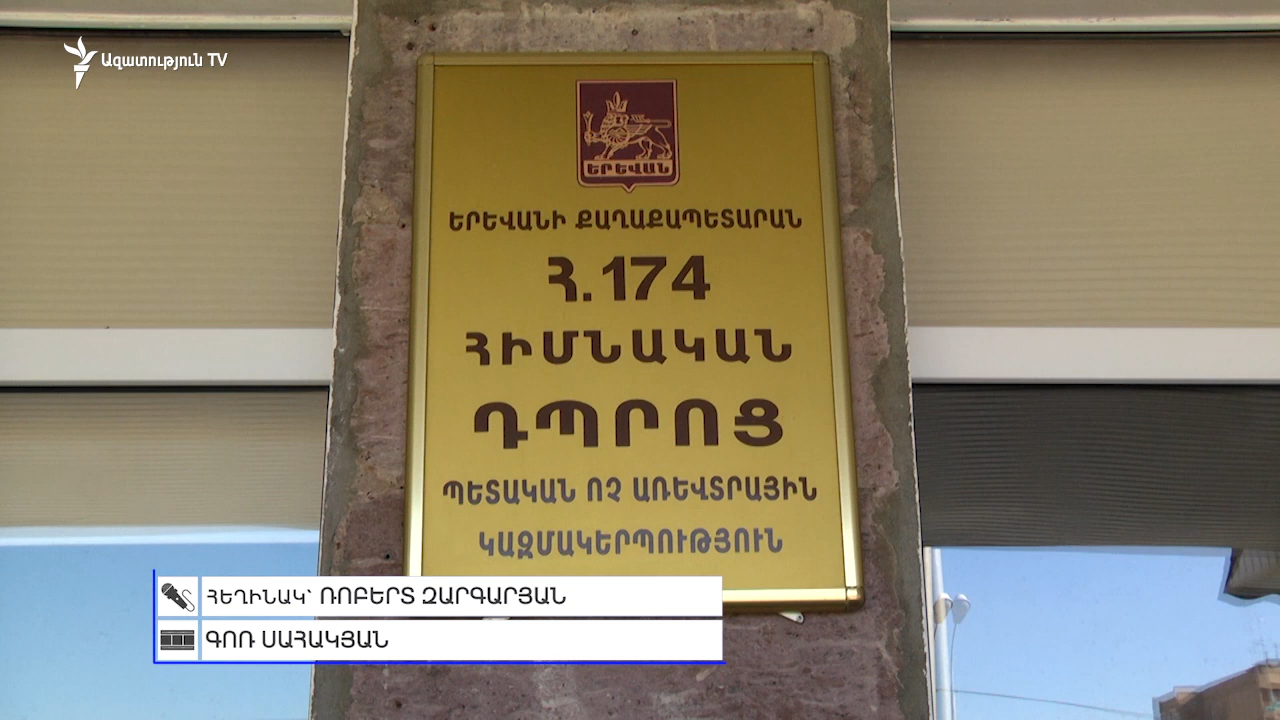 Ազատություն TV
ԵՐԵՎԱՆ
ԵՐԵՎԱՆԻ ՔԱՂԱՔԱՊԵՏԱՐԱՆ
Հ.174
ՀԻՄՆԱԿԱՆ
ԴՊՐՈՑ
ՊԵՏԱԿԱՆ ՈՉ ԱՌԵՎՏՐԱՅԻՆ
ԿԱԶՄԱԿԵՐՊՈՒԹՅՈՒՆ
ՀԵՂԻՆԱԿ՝ ՌՈԲԵՐՏ ԶԱՐԳԱՐՅԱՆ
ԳՈՌ ՍԱՀԱԿՅԱՆ